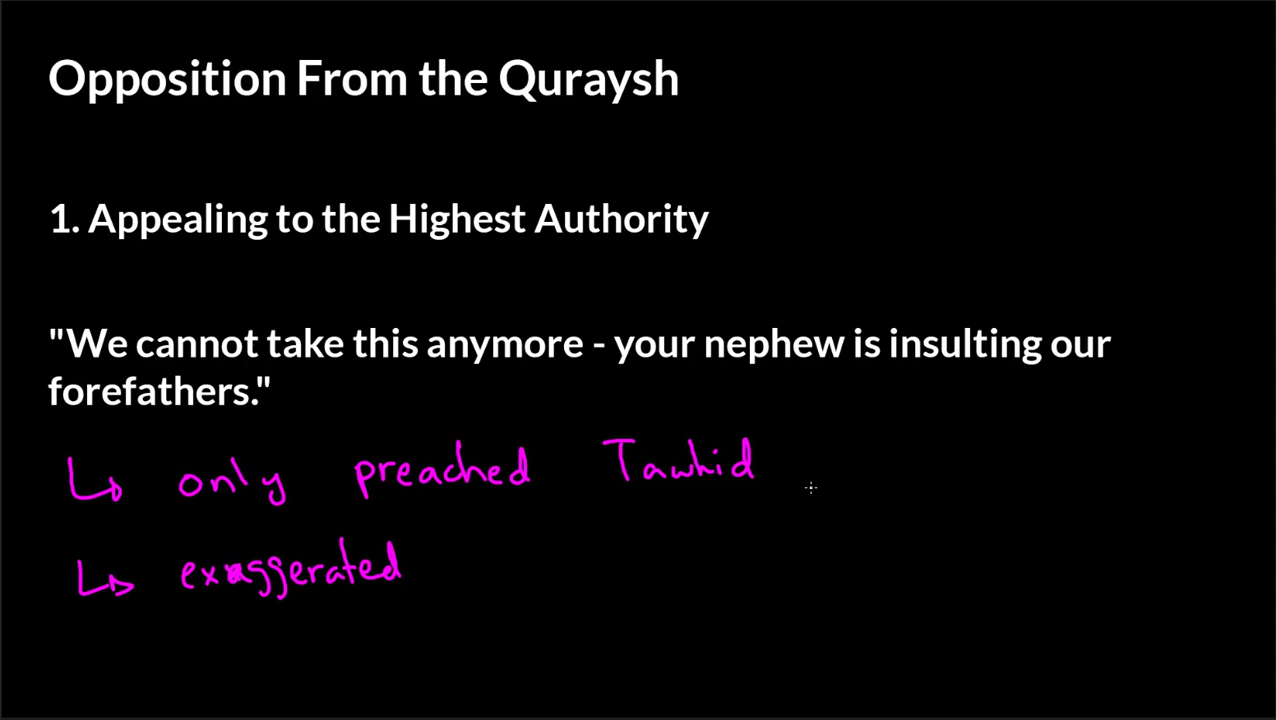 Opposition From the Quraysh
1. Appealing to the Highest Authority
"We cannot take this anymore - your nephew is insulting our
forefathers."
↳ only preached Tawhid
↳ exaggerated